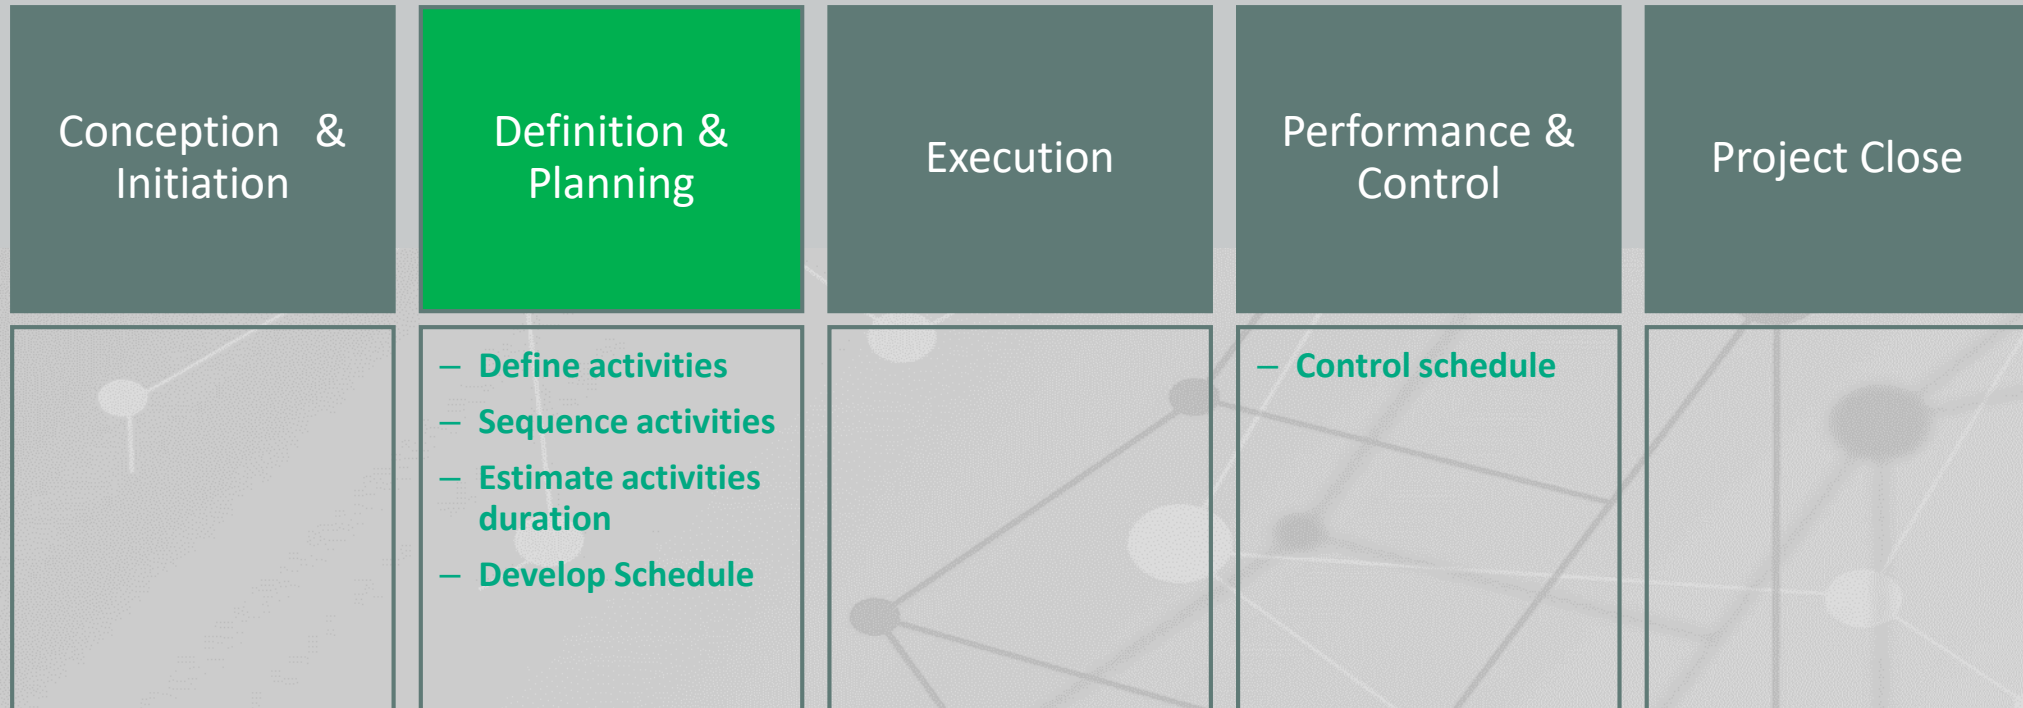 Conception &
Initiation
Definition &
Planning
Execution
Performance &
Control
Project Close
– Define activities
– Sequence activities
– Estimate activities
duration
– Develop Schedule
– Control schedule